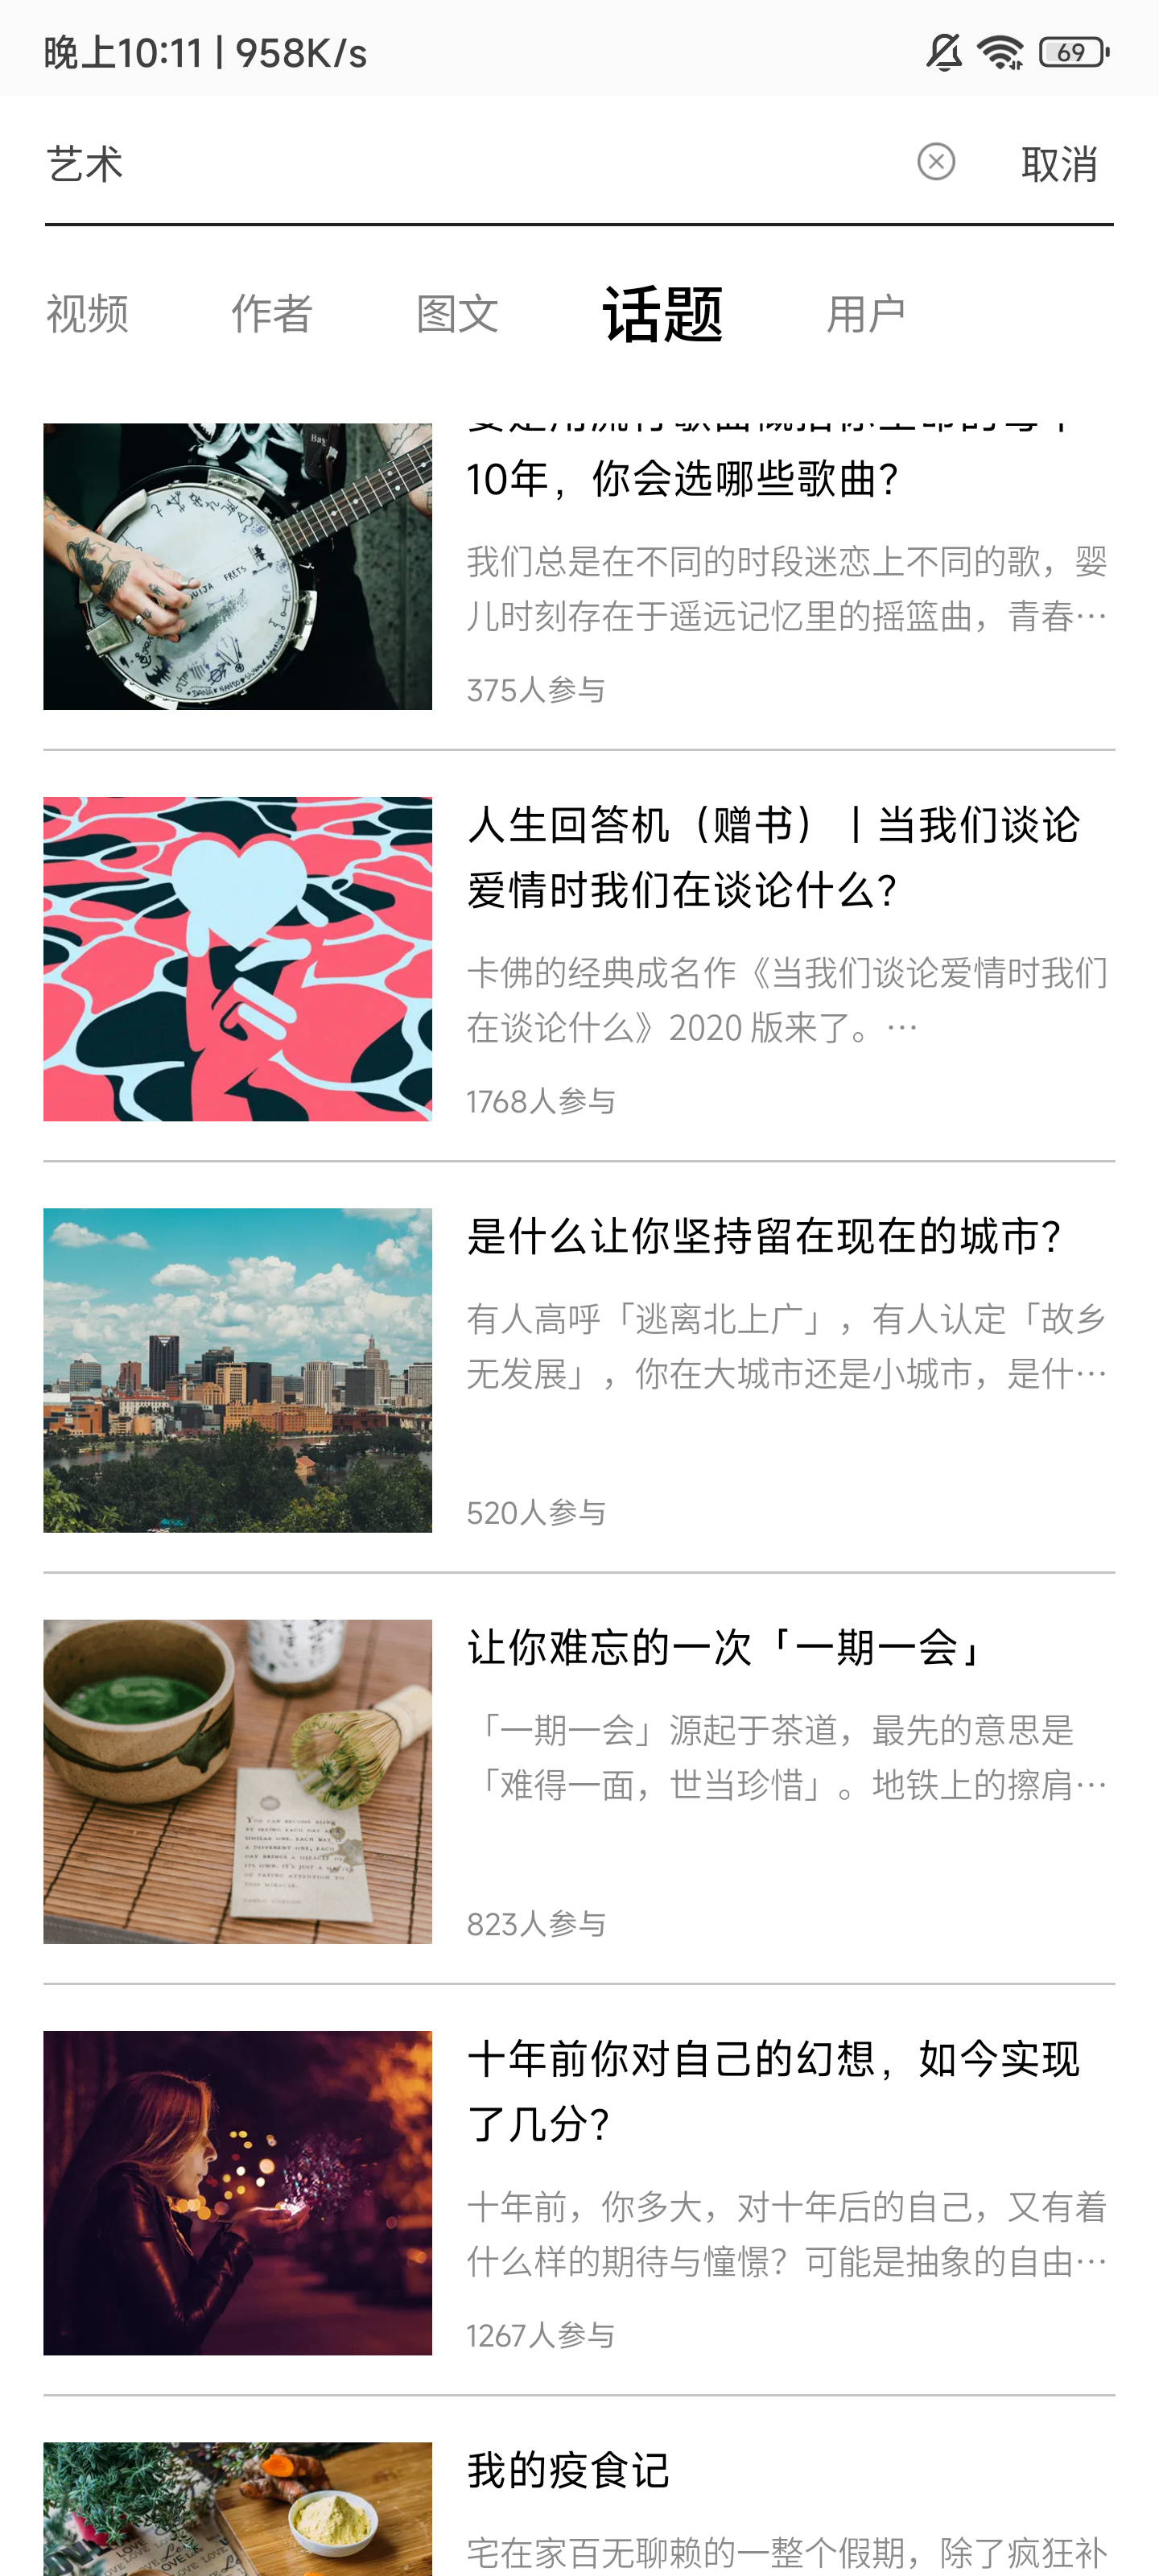 晚上10:11 | 958K/s
69
艺术
取消
视频 作者 图文 话题 用户
10年，你会选哪些歌曲？
我们总是在不同的时段迷恋上不同的歌，婴
儿时刻存在于遥远记忆里的摇篮曲，青春…
375人参与
人生回答机（赠书）丨当我们谈论
爱情时我们在谈论什么？
卡佛的经典成名作《当我们谈论爱情时我们
在谈论什么》2020 版来了。…
1768人参与
是什么让你坚持留在现在的城市？
有人高呼「逃离北上广」，有人认定「故乡
无发展」，你在大城市还是小城市，是什…
520人参与
让你难忘的一次「一期一会」
「一期一会」源起于茶道，最先的意思是
「难得一面，世当珍惜」。地铁上的擦肩…
823人参与
十年前你对自己的幻想，如今实现
了几分？
十年前，你多大，对十年后的自己，又有着
什么样的期待与憧憬？可能是抽象的自由…
1267人参与
我的疫食记
宅在家百无聊赖的一整个假期，除了疯狂补